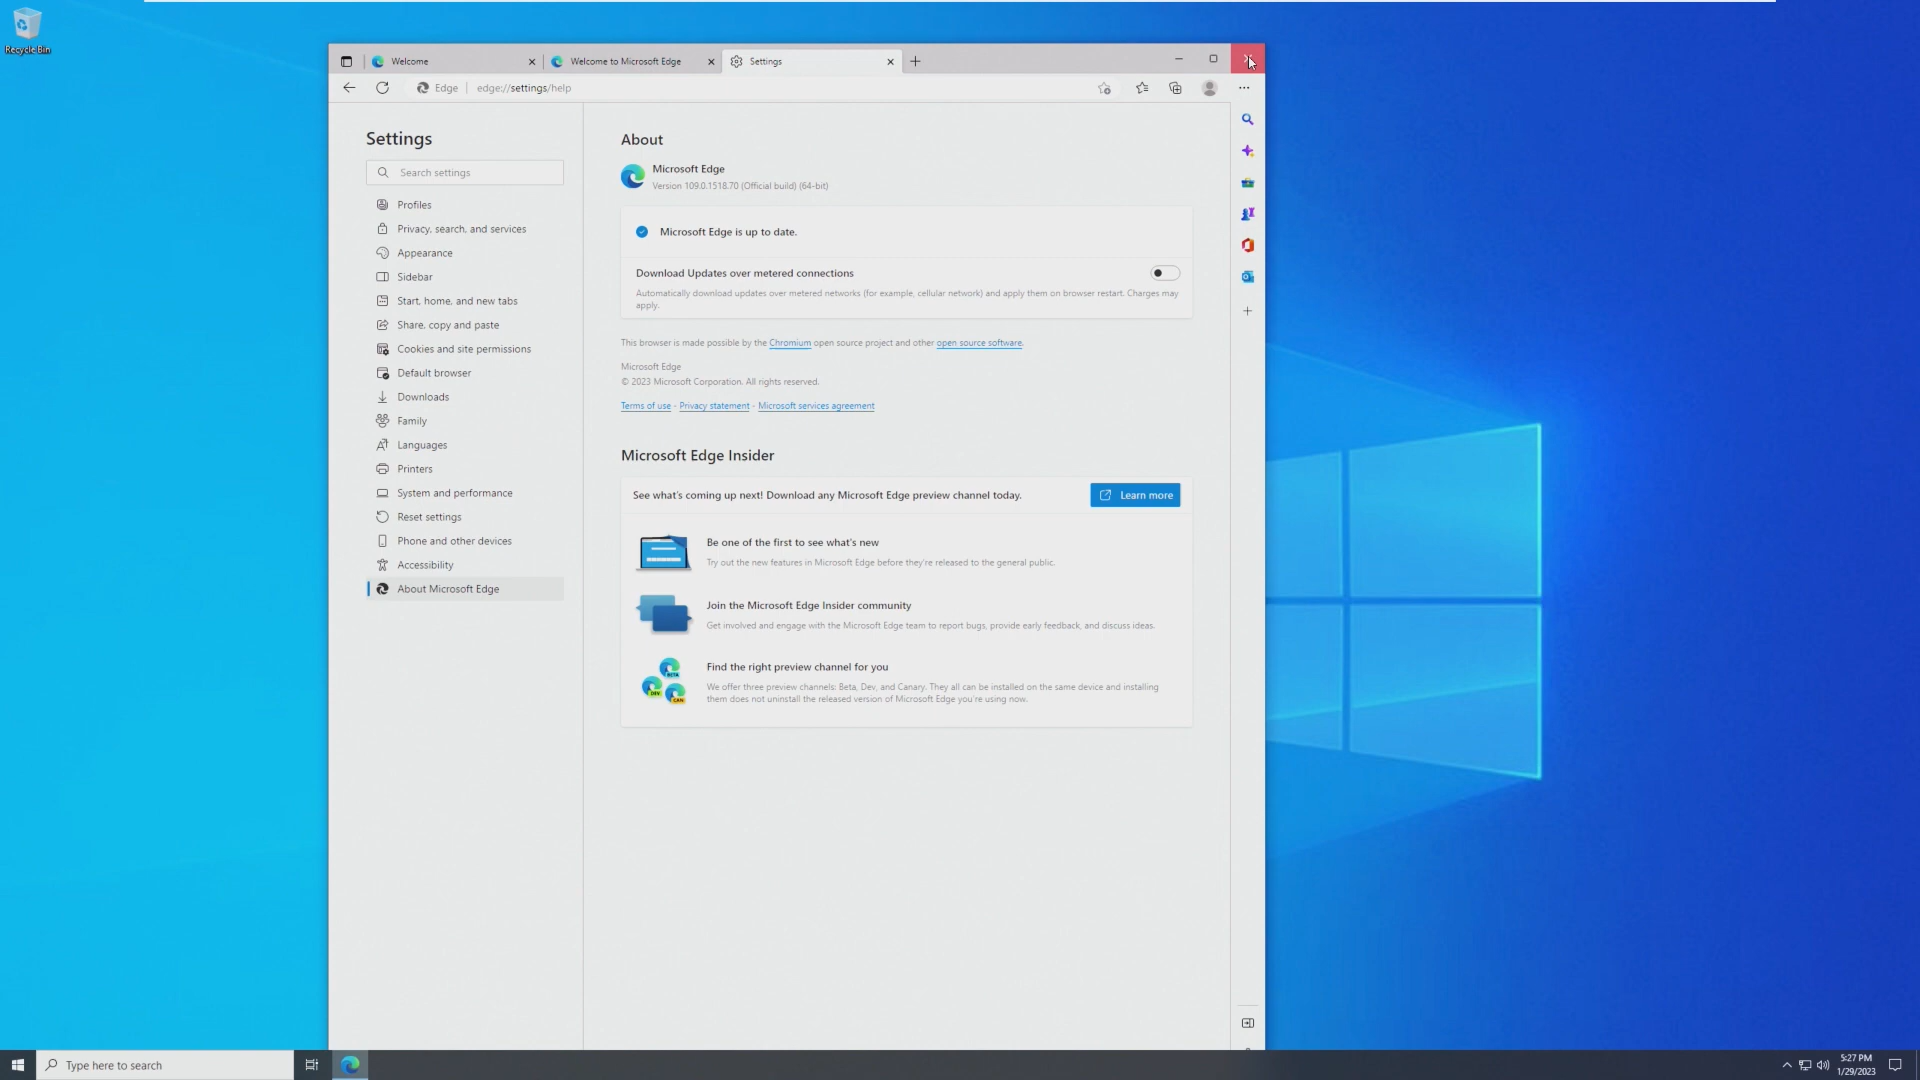 Recycle Bin
Welcome
Welcome to Microsoft Edge
Settings
Edge
edge://settings/help
Settings
Search settings
Profiles
Privacy, search, and services
Appearance
Sidebar
Start, home, and new tabs
Share, copy and paste
Cookies and site permissions
Default browser
Downloads
Family
Languages
Printers
System and performance
Reset settings
Phone and other devices
Accessibility
About Microsoft Edge
About
Microsoft Edge
Version 109.0.1518.70 (Official build) (64-bit)
Microsoft Edge is up to date.
Download Updates over metered connections
Automatically download updates over metered networks (for example, cellular network) and apply them on browser restart. Charges may
apply.
This browser is made possible by the Chromium open source project and other open source software.
Microsoft Edge
© 2023 Microsoft Corporation. All rights reserved.
Terms of use - Privacy statement - Microsoft services agreement
Microsoft Edge Insider
See what's coming up next! Download any Microsoft Edge preview channel today.
Learn more
Be one of the first to see what's new
Try out the new features in Microsoft Edge before they're released to the general public.
Join the Microsoft Edge Insider community
Get involved and engage with the Microsoft Edge team to report bugs, provide early feedback, and discuss ideas.
BETA
DEV
CAN
Find the right preview channel for you
We offer three preview channels: Beta, Dev, and Canary. They all can be installed on the same device and installing
them does not uninstall the released version of Microsoft Edge you're using now.
Type here to search
5:27 PM
1/29/2023